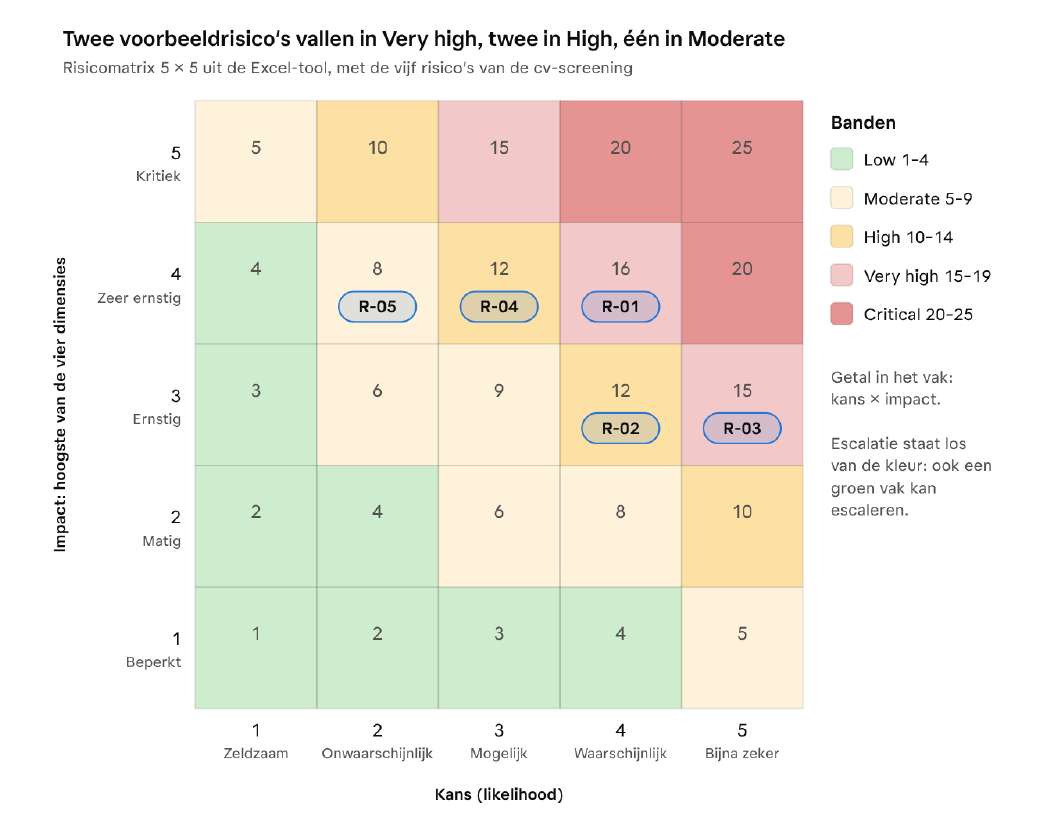 Twee voorbeeldrisico's vallen in Very high, twee in High, één in Moderate
Risicomatrix 5 × 5 uit de Excel-tool, met de vijf risico's van de cv-screening
Impact: hoogste van de vier dimensies
5
Kritiek
5
10
15
20
25
4
Zeer ernstig
4
8
12
16
20
R-05
R-04
R-01
3
Ernstig
3
6
9
12
15
R-02
R-03
2
Matig
2
4
6
8
10
1
Beperkt
1
2
3
4
5
1
2
3
4
5
Zeldzaam
Onwaarschijnlijk
Mogelijk
Waarschijnlijk
Bijna zeker
Kans (likelihood)
Banden
Low 1–4
Moderate 5–9
High 10–14
Very high 15–19
Critical 20–25
Getal in het vak:
kans × impact.
Escalatie staat los
van de kleur: ook een
groen vak kan
escaleren.